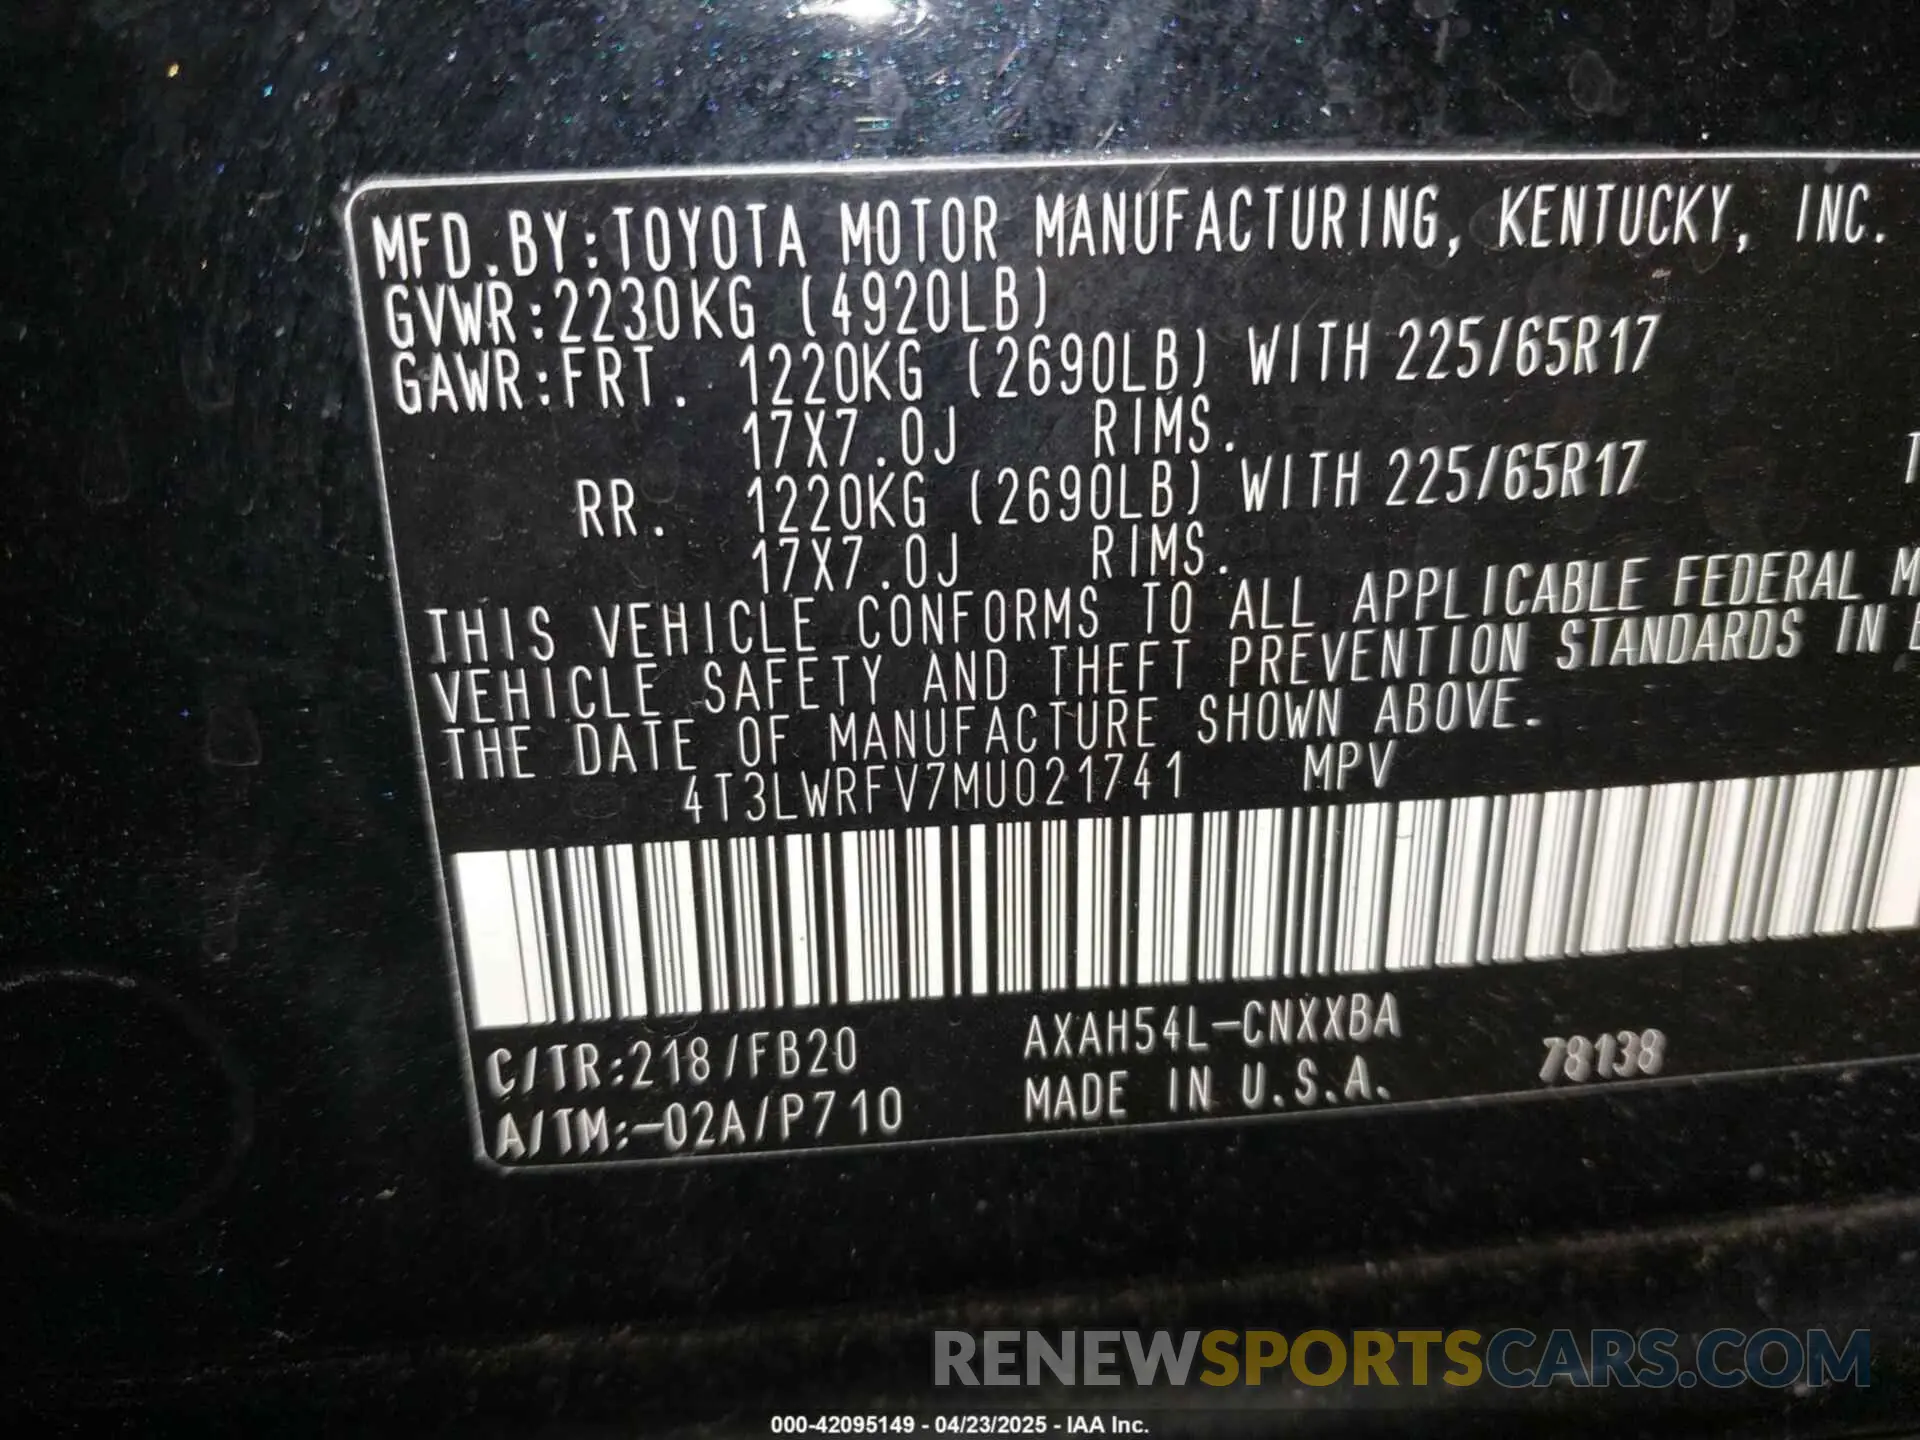 MFD.BY:TOYOTA MOTOR MANUFACTURING, KENTUCKY, INC.
GVWR:2230KG (4920LB)
GAWR:FRT. 1220KG (2690LB) WITH 225/65R17
17X7.0J RIMS.
RR. 1220KG (2690LB) WITH 225/65R17
17X7.0J RIMS.
THIS VEHICLE CONFORMS TO ALL APPLICABLE FEDERAL
VEHICLE SAFETY AND THEFT PREVENTION STANDARDS IN
THE DATE OF MANUFACTURE SHOWN ABOVE.
4T3LWRFV7MU021741 MPV
C/TR:218/FB20 AXAH54L-CNXXBA
A/TM:-02A/P710 MADE IN U.S.A. 78138
RENEWSPORTSCARS.COM
000-42095149 - 04/23/2025 - IAA Inc.